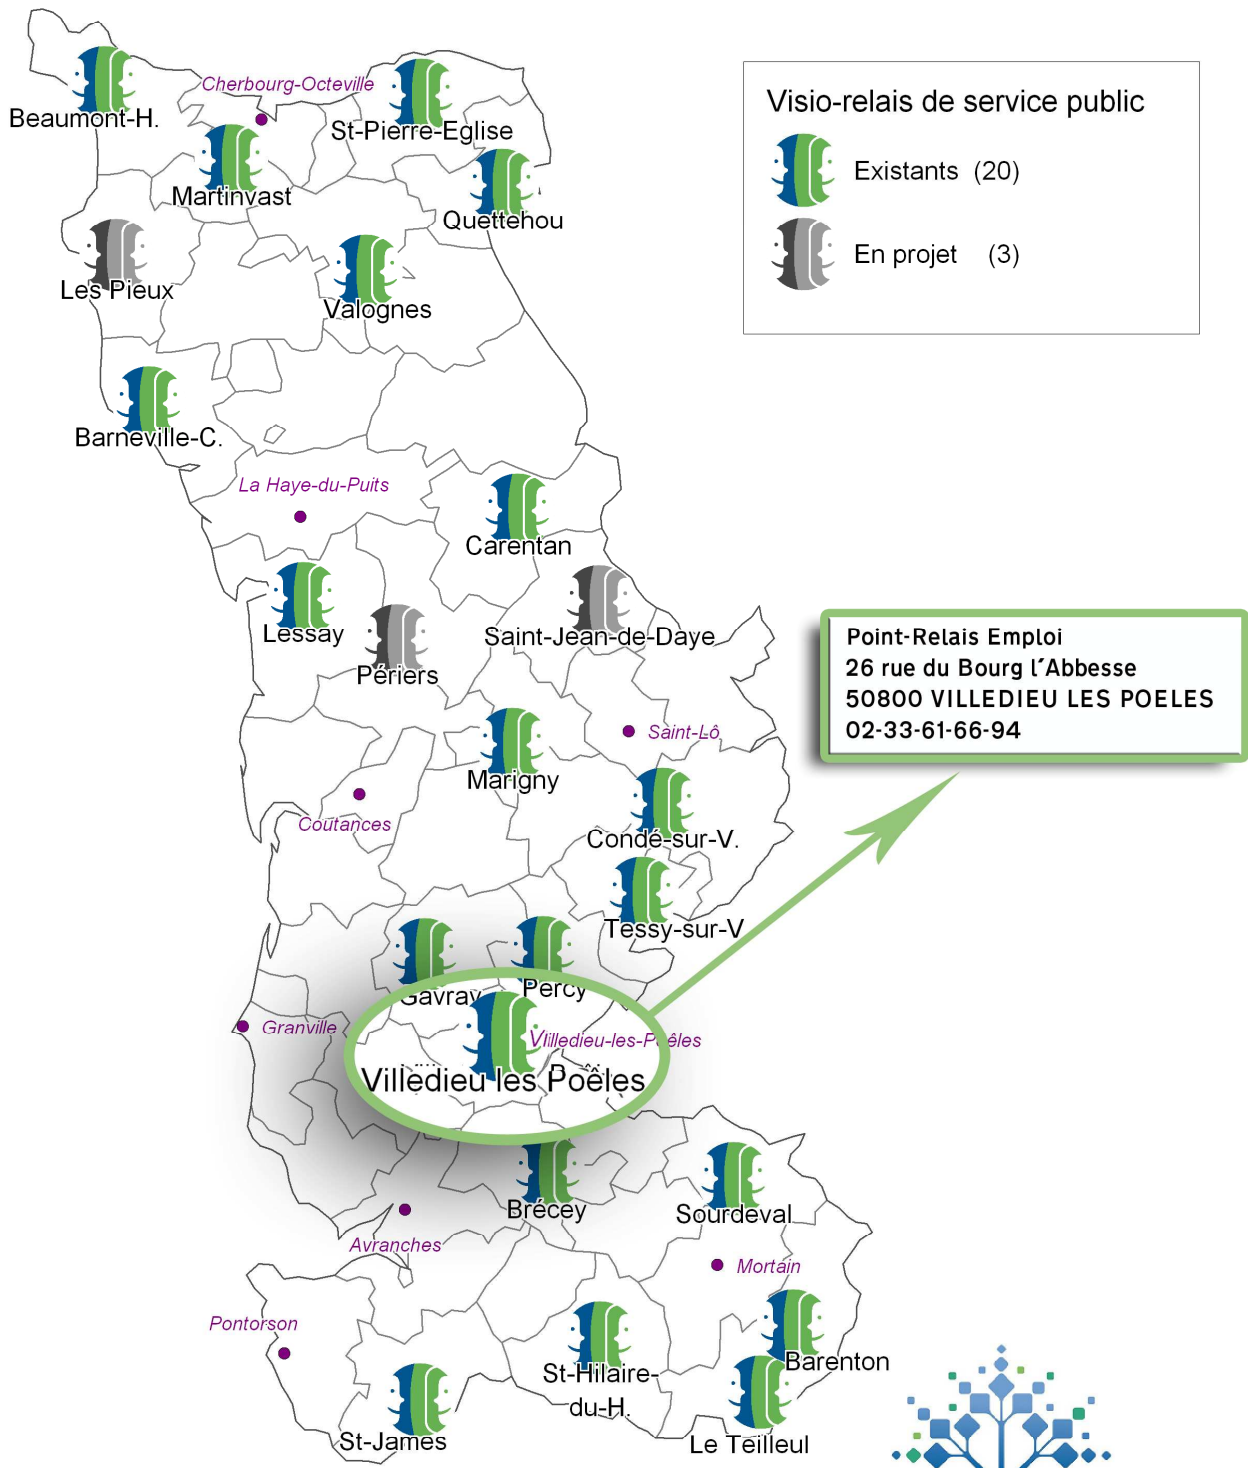 Cherbourg-Octeville
Beaumont-H.
St-Pierre-Eglise
Martinvast
Quettehou
Les Pieux
Valognes
Barneville-C.
La Haye-du-Puits
Carentan
Lessay
Saint-Jean-de-Daye
Périers
Saint-Lô
Marigny
Coutances
Condé-sur-V.
Tessy-sur-V
Gavray
Percy
Granville
Villedieu-les-Poêles
Villedieu les Poêles
Brécey
Sourdeval
Avranches
Mortain
Pontorson
Barenton
St-Hilaire-
du-H.
St-James
Le Teilleul
Visio-relais de service public
Existants (20)
En projet (3)
Point-Relais Emploi
26 rue du Bourg l´Abbesse
50800 VILLEDIEU LES POELES
02-33-61-66-94